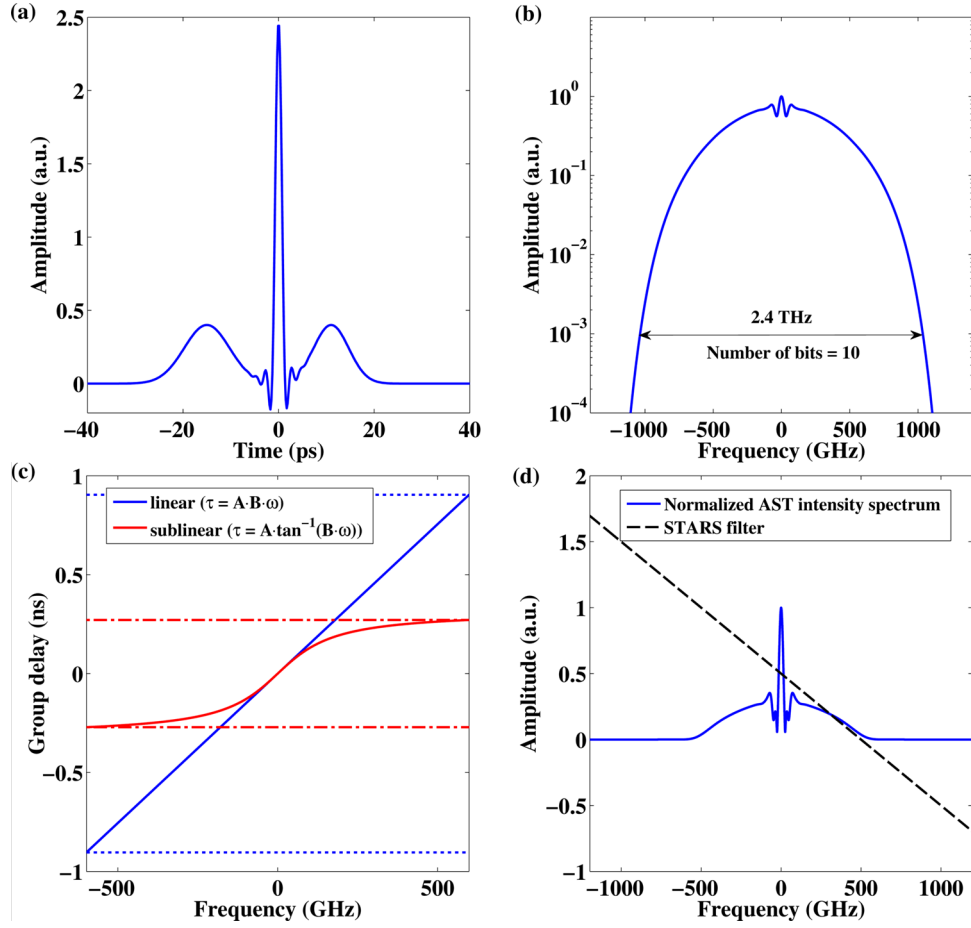 (a)
2.5
2
1.5
1
0.5
0
Amplitude (a.u.)
−40 −20 0 20 40
Time (ps)
(b)
10^0
10^−1
10^−2
10^−3
10^−4
Amplitude (a.u.)
2.4 THz
Number of bits = 10
−1000 −500 0 500 1000
Frequency (GHz)
(c)
1
0.5
0
−0.5
−1
Group delay (ns)
linear (τ = A·B·ω)
sublinear (τ = A·tan^−1(B·ω))
−500 0 500
Frequency (GHz)
(d)
2
1.5
1
0.5
0
−0.5
−1
Amplitude (a.u.)
Normalized AST intensity spectrum
STARS filter
−1000 −500 0 500 1000
Frequency (GHz)